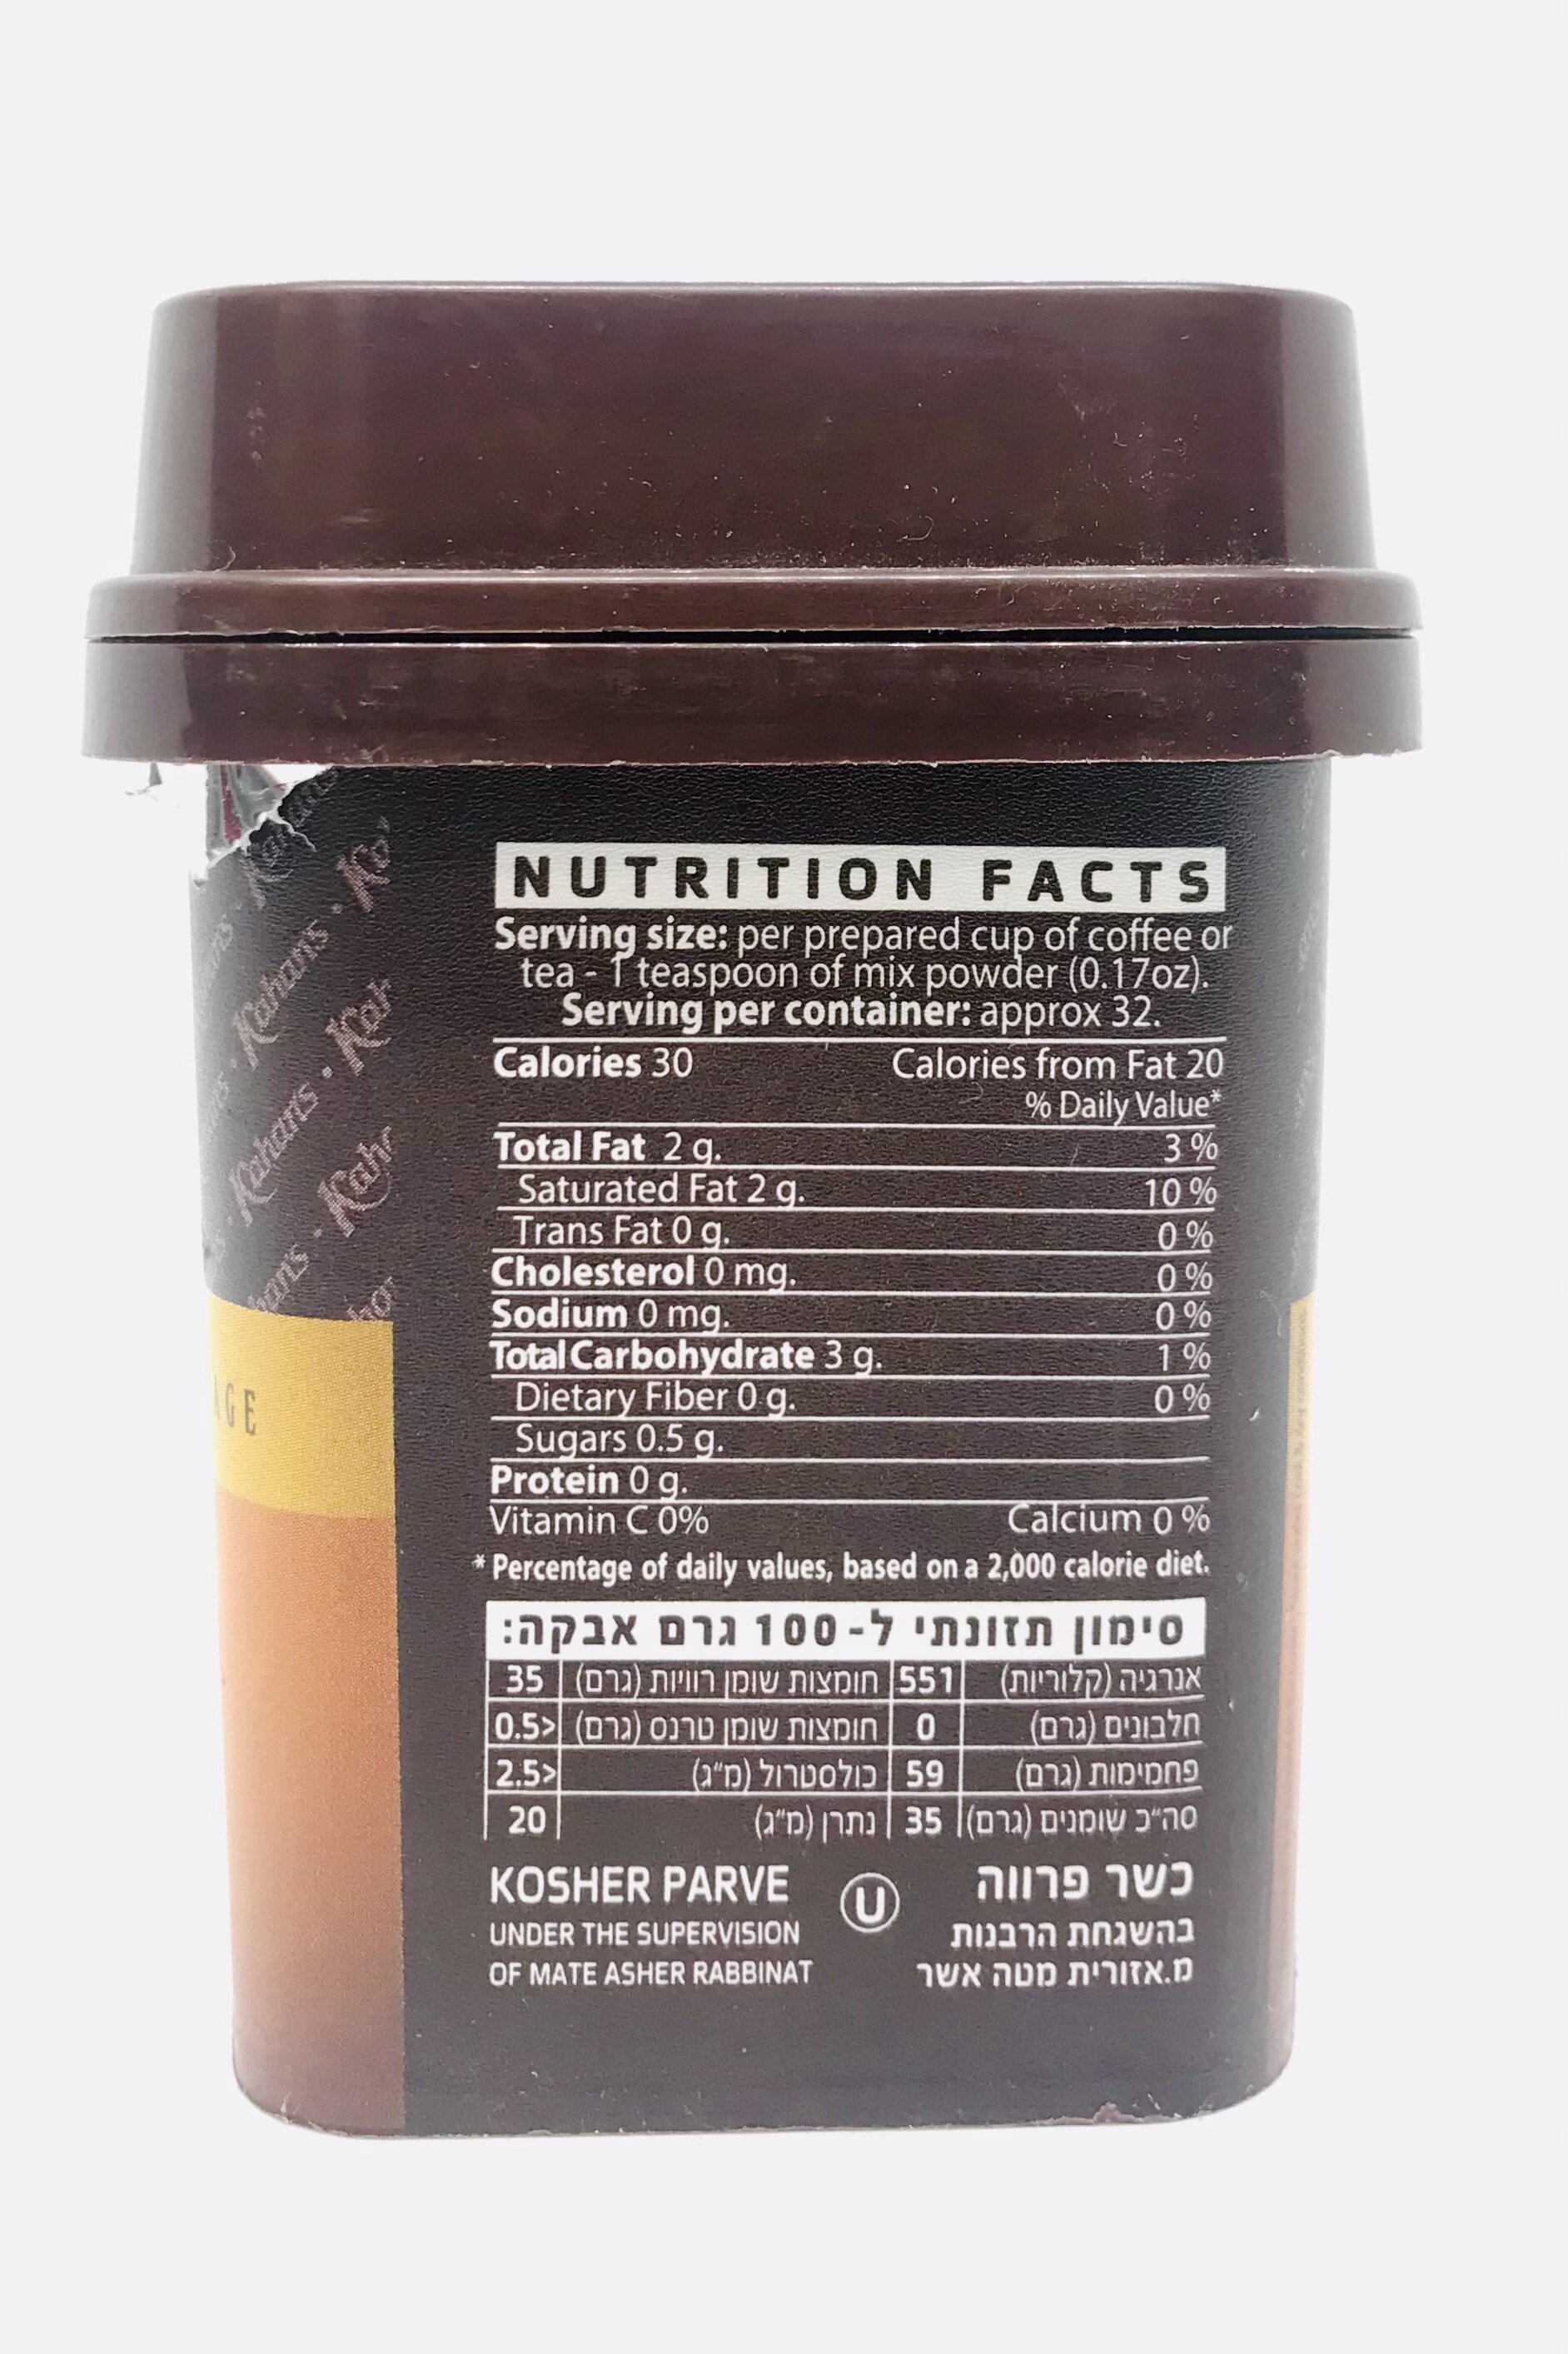 NUTRITION FACTS
Serving size: per prepared cup of coffee or
tea - 1 teaspoon of mix powder (0.17oz).
Serving per container: approx 32.
Calories 30 Calories from Fat 20
% Daily Value*
Total Fat 2 g. 3 %
Saturated Fat 2 g. 10 %
Trans Fat 0 g. 0 %
Cholesterol 0 mg. 0 %
Sodium 0 mg. 0 %
Total Carbohydrate 3 g. 1 %
Dietary Fiber 0 g. 0 %
Sugars 0.5 g.
Protein 0 g.
Vitamin C 0% Calcium 0 %
* Percentage of daily values, based on a 2,000 calorie diet.
סימון תזונתי ל-100 גרם אבקה:
אנרגיה (קלוריות) 551 חומצות שומן רוויות (גרם) 35
חלבונים (גרם) 0 חומצות שומן טרנס (גרם) <0.5
פחמימות (גרם) 59 כולסטרול (מ"ג) <2.5
סה"כ שומנים (גרם) 35 נתרן (מ"ג) 20
KOSHER PARVE
UNDER THE SUPERVISION
OF MATE ASHER RABBINAT
U
כשר פרווה
בהשגחת הרבנות
מ.אזורית מטה אשר
Kahans
Kahans